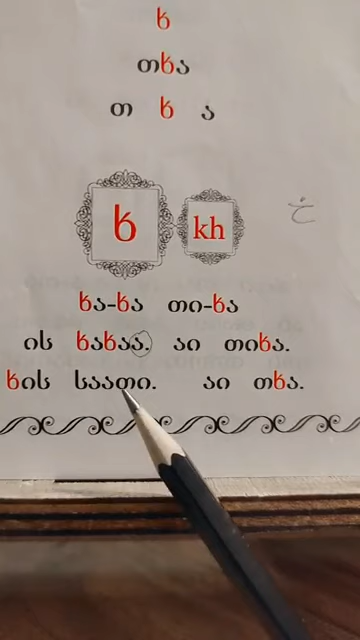 ხ
თხა
თ ხ ა
ხ kh
خ
ხა-ხა თი-ხა
ის ხახაა. აი თიხა.
ხის საათი. აი თხა.